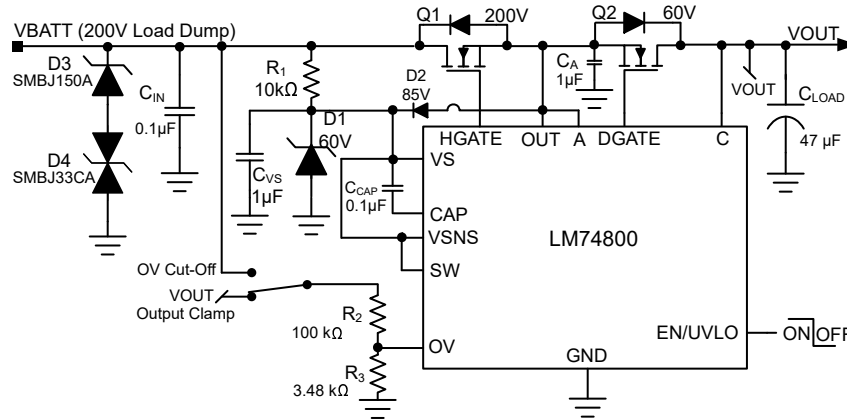 Q1
200V
Q2
60V
VBATT (200V Load Dump)
VOUT
D3
SMBJ150A
CIN
0.1µF
R1
10kΩ
D2
85V
CA
1µF
VOUT
CLOAD
47 µF
D4
SMBJ33CA
D1
60V
CVS
1µF
HGATE
OUT
A
DGATE
C
VS
CCAP
0.1µF
CAP
VSNS
SW
LM74800
OV Cut-Off
VOUT
Output Clamp
R2
100 kΩ
OV
EN/UVLO
ON OFF
R3
3.48 kΩ
GND